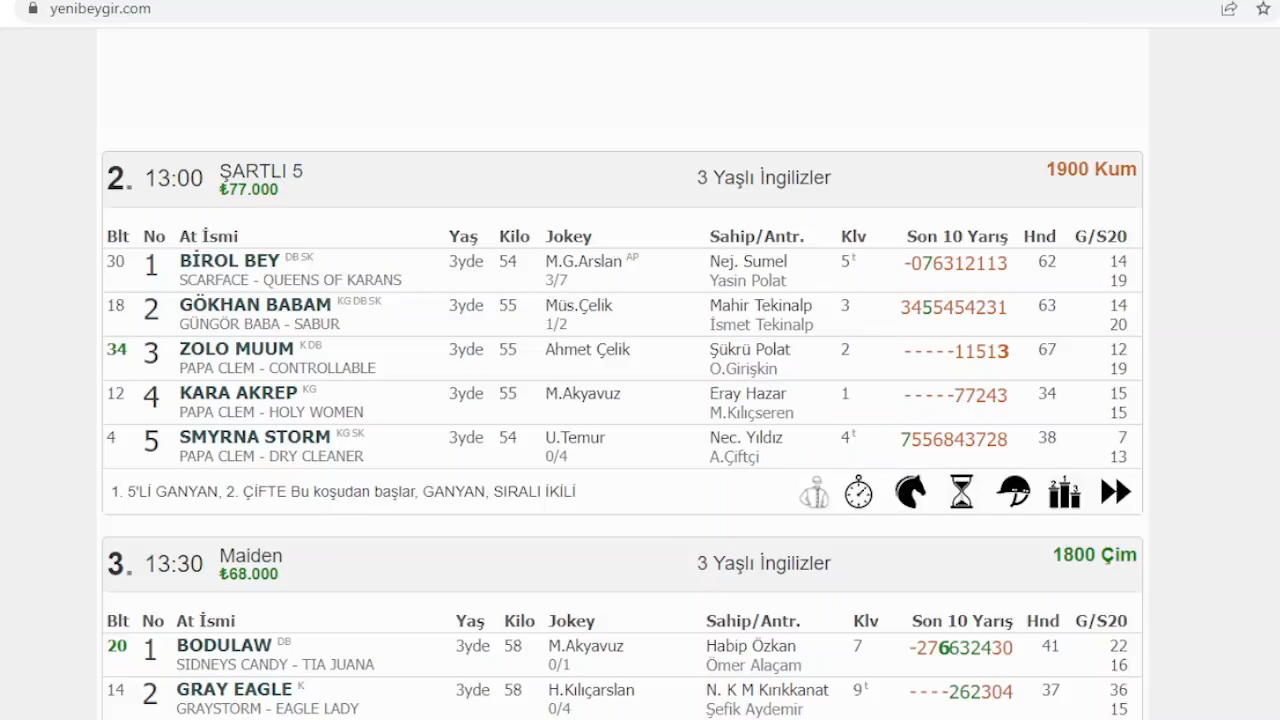 yenibeygir.com
2. 13:00 ŞARTLI 5 3 Yaşlı İngilizler 1900 Kum
₺77.000
Blt No At İsmi Yaş Kilo Jokey Sahip/Antr. Klv Son 10 Yarış Hnd G/S20
30 1 BİROL BEY DB SK 3yde 54 M.G.Arslan AP Nej. Sumel 5 t -076312113 62 14
SCARFACE - QUEENS OF KARANS 3/7 Yasin Polat 19
18 2 GÖKHAN BABAM KG DB SK 3yde 55 Müs.Çelik Mahir Tekinalp 3 3455454231 63 14
GÜNGÖR BABA - SABUR 1/2 İsmet Tekinalp 20
34 3 ZOLO MUUM K DB 3yde 55 Ahmet Çelik Şükrü Polat 2 -----11513 67 12
PAPA CLEM - CONTROLLABLE O.Girişkin 19
12 4 KARA AKREP KG 3yde 55 M.Akyavuz Eray Hazar 1 -----77243 34 15
PAPA CLEM - HOLY WOMEN M.Kılıçseren 15
4 5 SMYRNA STORM KG SK 3yde 54 U.Temur Nec. Yıldız 4 t 7556843728 38 7
PAPA CLEM - DRY CLEANER 0/4 A.Çiftçi 13
1. 5'Lİ GANYAN, 2. ÇİFTE Bu koşudan başlar, GANYAN, SIRALI İKİLİ
3. 13:30 Maiden 3 Yaşlı İngilizler 1800 Çim
₺68.000
Blt No At İsmi Yaş Kilo Jokey Sahip/Antr. Klv Son 10 Yarış Hnd G/S20
20 1 BODULAW DB 3yde 58 M.Akyavuz Habip Özkan 7 -276632430 41 22
SIDNEYS CANDY - TIA JUANA 0/1 Ömer Alaçam 16
14 2 GRAY EAGLE K 3yde 58 H.Kılıçarslan N. K M Kırıkkanat 9 t ----262304 37 36
GRAYSTORM - EAGLE LADY 0/4 Şefik Aydemir 15